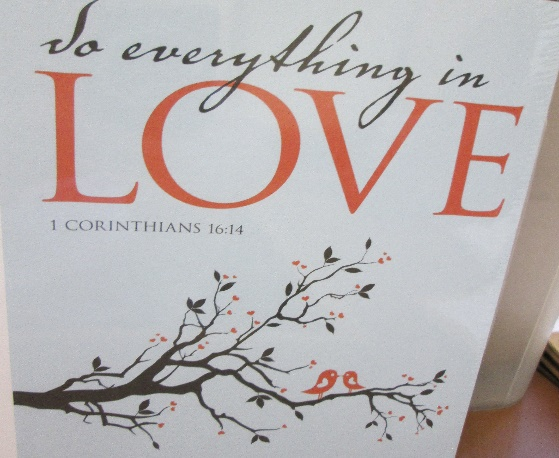 do everything in
LOVE
1 CORINTHIANS 16:14